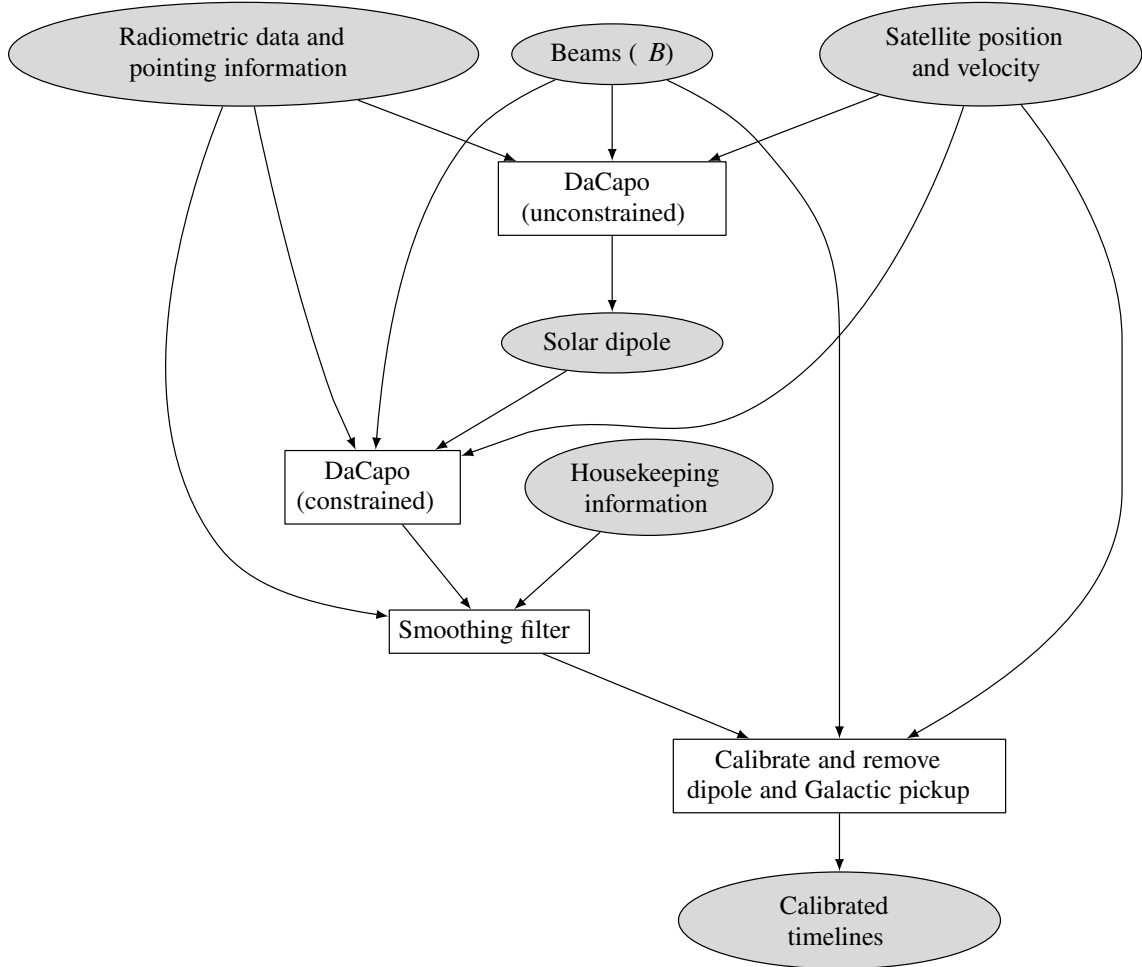 Radiometric data and
pointing information
Beams ( B)
Satellite position
and velocity
DaCapo
(unconstrained)
Solar dipole
DaCapo
(constrained)
Housekeeping
information
Smoothing filter
Calibrate and remove
dipole and Galactic pickup
Calibrated
timelines